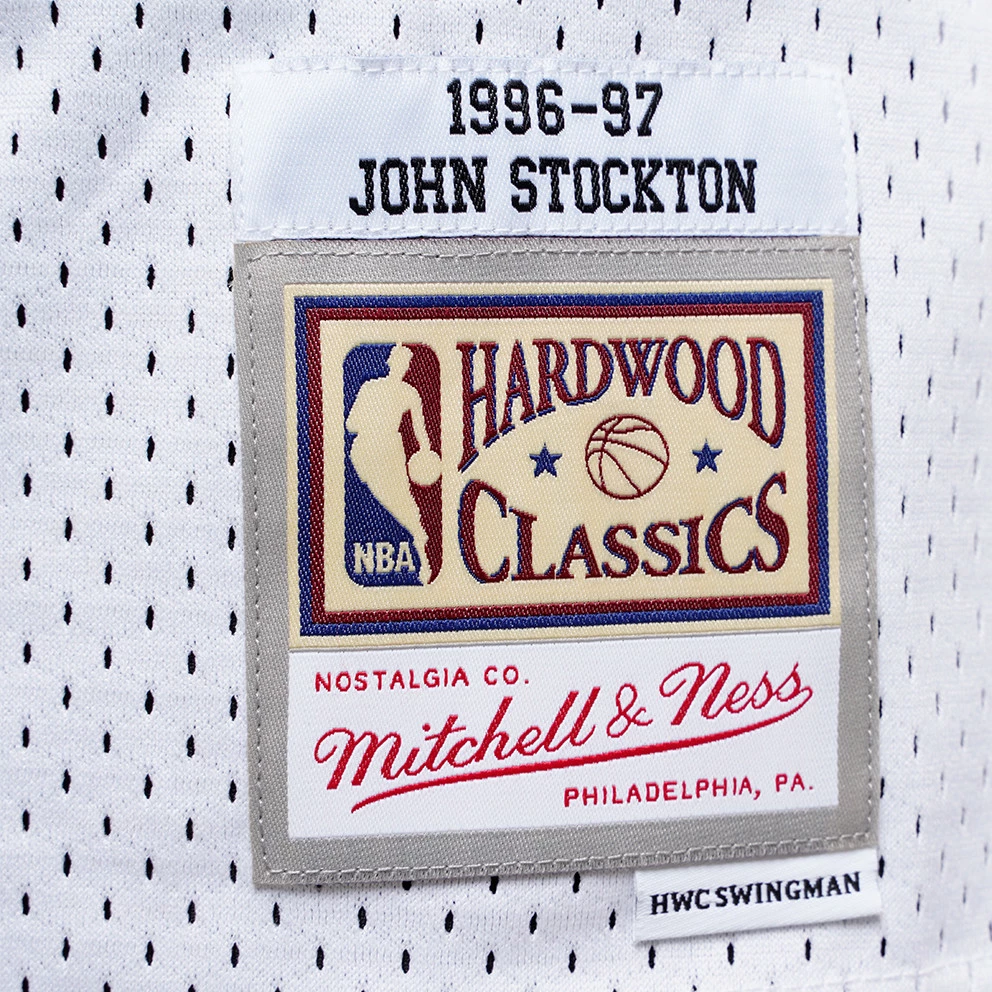 1996-97
JOHN STOCKTON
HARDWOOD
CLASSICS
NBA
NOSTALGIA CO.
Mitchell & Ness
PHILADELPHIA, PA.
HWC SWINGMAN